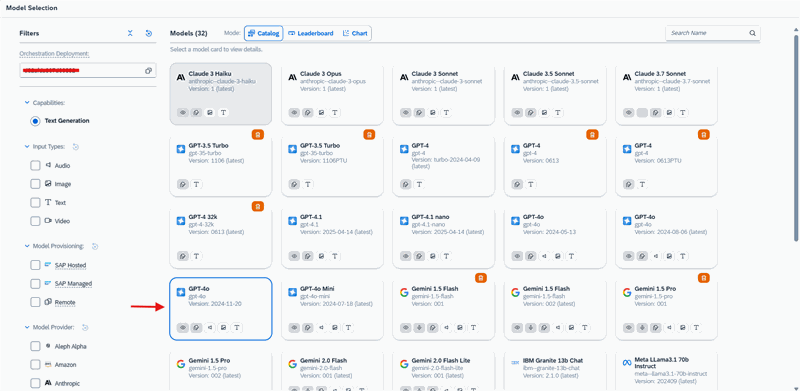 Model Selection
Filters
Orchestration Deployment:
Capabilities:
Text Generation
Input Types:
Audio
Image
Text
Video
Model Provisioning:
SAP Hosted
SAP Managed
Remote
Model Provider:
Aleph Alpha
Amazon
Anthropic
Models (32) Mode: Catalog Leaderboard Chart Search Name
Select a model card to view details.
Claude 3 Haiku
anthropic--claude-3-haiku
Version: 1 (latest)
Claude 3 Opus
anthropic--claude-3-opus
Version: 1 (latest)
Claude 3 Sonnet
anthropic--claude-3-sonnet
Version: 1 (latest)
Claude 3.5 Sonnet
anthropic--claude-3.5-sonnet
Version: 1 (latest)
Claude 3.7 Sonnet
anthropic--claude-3.7-sonnet
Version: 1 (latest)
GPT-3.5 Turbo
gpt-35-turbo
Version: 1106 (latest)
GPT-3.5 Turbo
gpt-35-turbo
Version: 1106PTU
GPT-4
gpt-4
Version: turbo-2024-04-09
(latest)
GPT-4
gpt-4
Version: 0613
GPT-4
gpt-4
Version: 0613PTU
GPT-4 32k
gpt-4-32k
Version: 0613 (latest)
GPT-4.1
gpt-4.1
Version: 2025-04-14 (latest)
GPT-4.1 nano
gpt-4.1-nano
Version: 2025-04-14 (latest)
GPT-4o
gpt-4o
Version: 2024-05-13
GPT-4o
gpt-4o
Version: 2024-08-06 (latest)
GPT-4o
gpt-4o
Version: 2024-11-20
GPT-4o Mini
gpt-4o-mini
Version: 2024-07-18 (latest)
Gemini 1.5 Flash
gemini-1.5-flash
Version: 001
Gemini 1.5 Flash
gemini-1.5-flash
Version: 002 (latest)
Gemini 1.5 Pro
gemini-1.5-pro
Version: 001
Gemini 1.5 Pro
gemini-1.5-pro
Version: 002 (latest)
Gemini 2.0 Flash
gemini-2.0-flash
Version: 001 (latest)
Gemini 2.0 Flash Lite
gemini-2.0-flash-lite
Version: 001 (latest)
IBM Granite 13b Chat
ibm--granite-13b-chat
Version: 2.1.0 (latest)
Meta LLama3.1 70b
Instruct
meta--llama3.1-70b-instruct
Version: 202409 (latest)